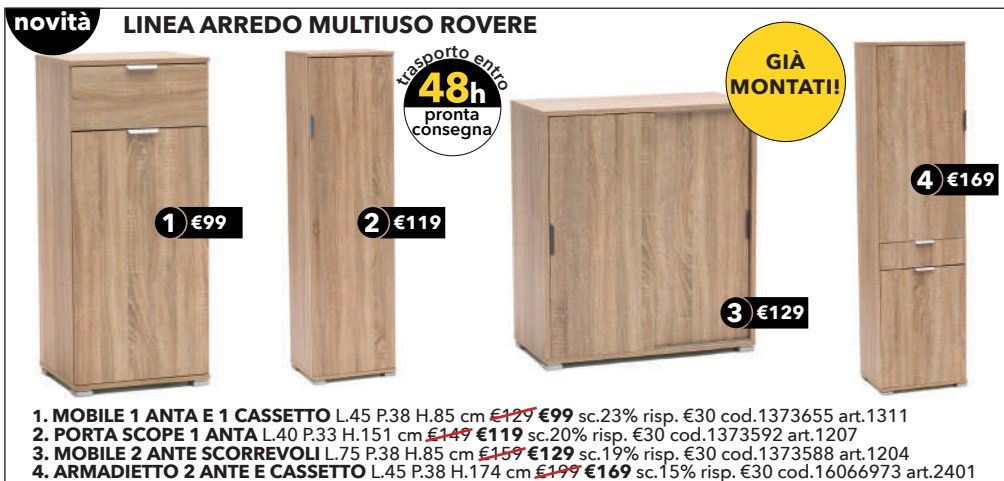 novità
LINEA ARREDO MULTIUSO ROVERE
trasporto entro
48h
pronta
consegna
GIÀ
MONTATI!
1 €99
2 €119
3 €129
4 €169
1. MOBILE 1 ANTA E 1 CASSETTO L.45 P.38 H.85 cm €129 €99 sc.23% risp. €30 cod.1373655 art.1311
2. PORTA SCOPE 1 ANTA L.40 P.33 H.151 cm €149 €119 sc.20% risp. €30 cod.1373592 art.1207
3. MOBILE 2 ANTE SCORREVOLI L.75 P.38 H.85 cm €159 €129 sc.19% risp. €30 cod.1373588 art.1204
4. ARMADIETTO 2 ANTE E CASSETTO L.45 P.38 H.174 cm €199 €169 sc.15% risp. €30 cod.16066973 art.2401